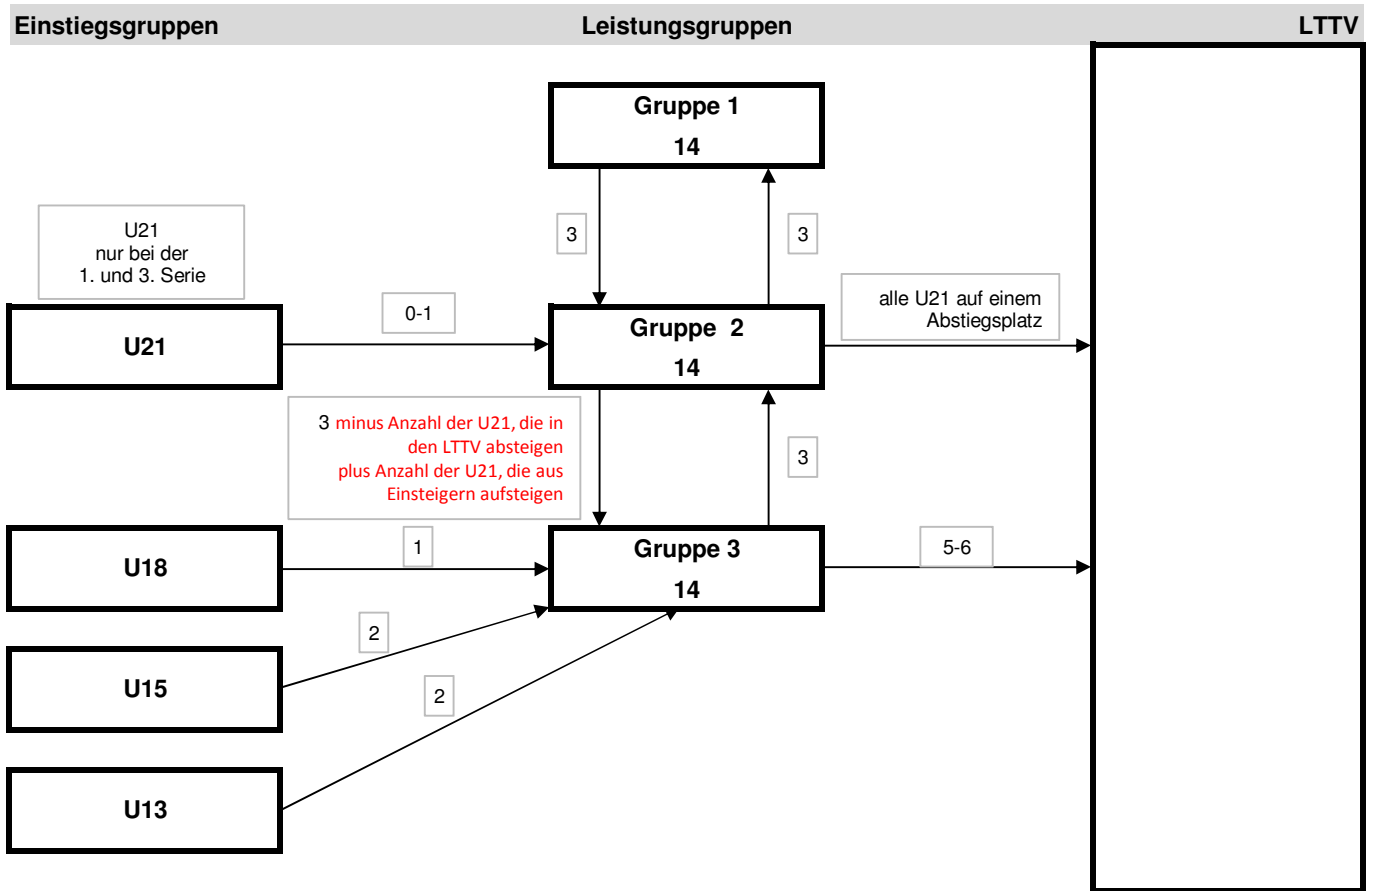 Einstiegsgruppen Leistungsgruppen LTTV
Gruppe 1
14
U21
nur bei der
1. und 3. Serie
3 3
0-1
alle U21 auf einem
Abstiegsplatz
U21
Gruppe 2
14
3 minus Anzahl der U21, die in
den LTTV absteigen
plus Anzahl der U21, die aus
Einsteigern aufsteigen
3
U18
1
Gruppe 3
14
5-6
2
U15
2
U13